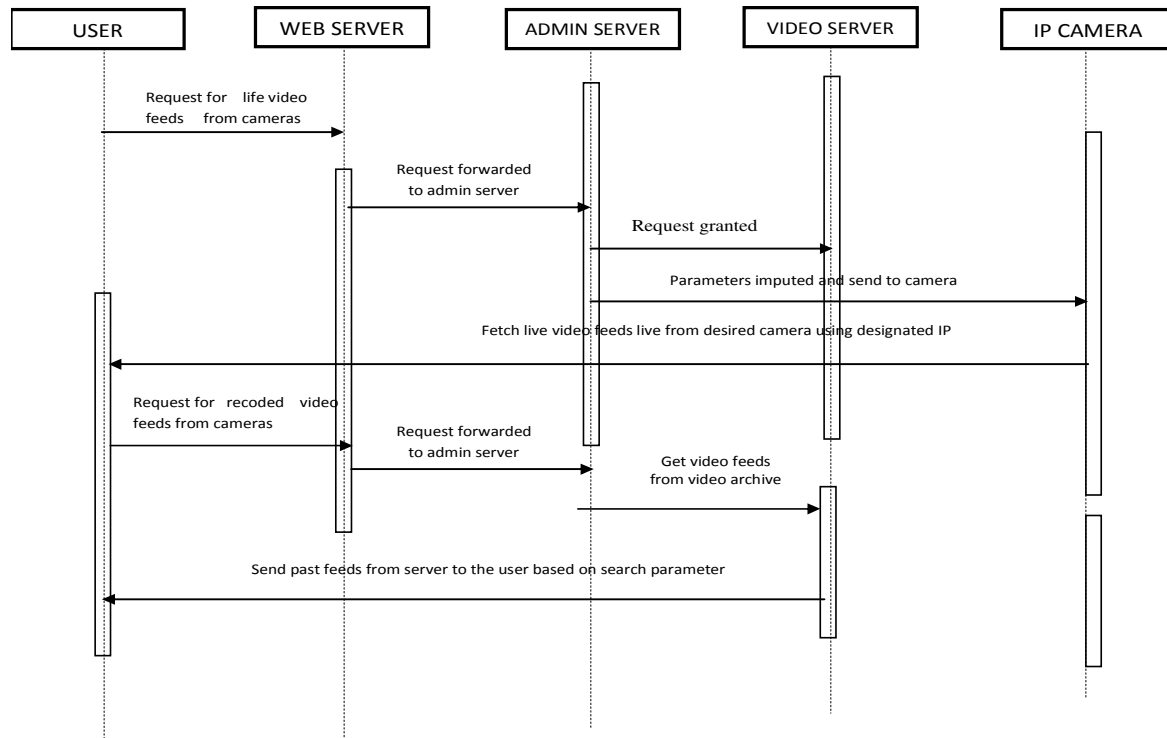 USER
WEB SERVER
ADMIN SERVER
VIDEO SERVER
IP CAMERA
Request for life video
feeds from cameras
Request forwarded
to admin server
Request granted
Parameters imputed and send to camera
Fetch live video feeds live from desired camera using designated IP
Request for recoded video
feeds from cameras
Request forwarded
to admin server
Get video feeds
from video archive
Send past feeds from server to the user based on search parameter